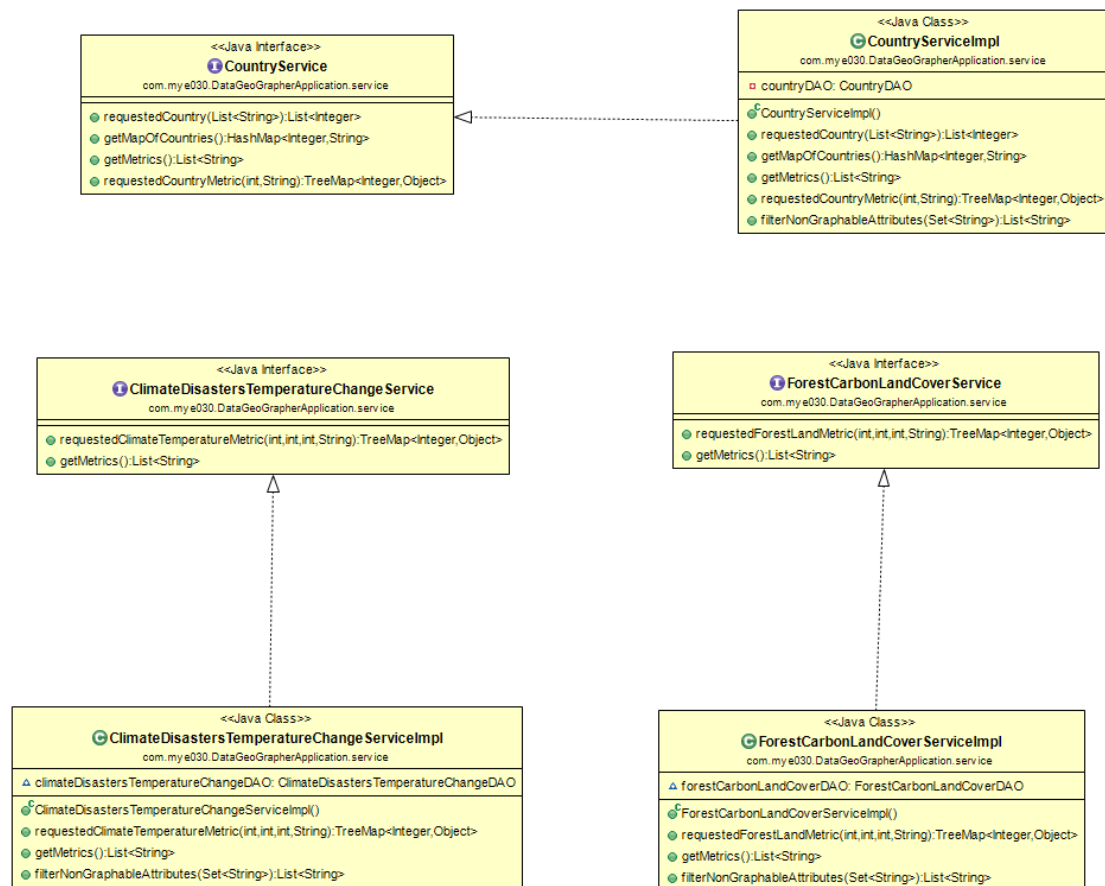 <<Java Interface>>
CountryService
com.mye030.DataGeoGrapherApplication.service
requestedCountry(List<String>):List<Integer>
getMapOfCountries():HashMap<Integer,String>
getMetrics():List<String>
requestedCountryMetric(int,String):TreeMap<Integer,Object>
<<Java Class>>
CountryServiceImpl
com.mye030.DataGeoGrapherApplication.service
countryDAO: CountryDAO
CountryServiceImpl()
requestedCountry(List<String>):List<Integer>
getMapOfCountries():HashMap<Integer,String>
getMetrics():List<String>
requestedCountryMetric(int,String):TreeMap<Integer,Object>
filterNonGraphableAttributes(Set<String>):List<String>
<<Java Interface>>
ClimateDisastersTemperatureChangeService
com.mye030.DataGeoGrapherApplication.service
requestedClimateTemperatureMetric(int,int,int,String):TreeMap<Integer,Object>
getMetrics():List<String>
<<Java Interface>>
ForestCarbonLandCoverService
com.mye030.DataGeoGrapherApplication.service
requestedForestLandMetric(int,int,int,String):TreeMap<Integer,Object>
getMetrics():List<String>
<<Java Class>>
ClimateDisastersTemperatureChangeServiceImpl
com.mye030.DataGeoGrapherApplication.service
climateDisastersTemperatureChangeDAO: ClimateDisastersTemperatureChangeDAO
ClimateDisastersTemperatureChangeServiceImpl()
requestedClimateTemperatureMetric(int,int,int,String):TreeMap<Integer,Object>
getMetrics():List<String>
filterNonGraphableAttributes(Set<String>):List<String>
<<Java Class>>
ForestCarbonLandCoverServiceImpl
com.mye030.DataGeoGrapherApplication.service
forestCarbonLandCoverDAO: ForestCarbonLandCoverDAO
ForestCarbonLandCoverServiceImpl()
requestedForestLandMetric(int,int,int,String):TreeMap<Integer,Object>
getMetrics():List<String>
filterNonGraphableAttributes(Set<String>):List<String>